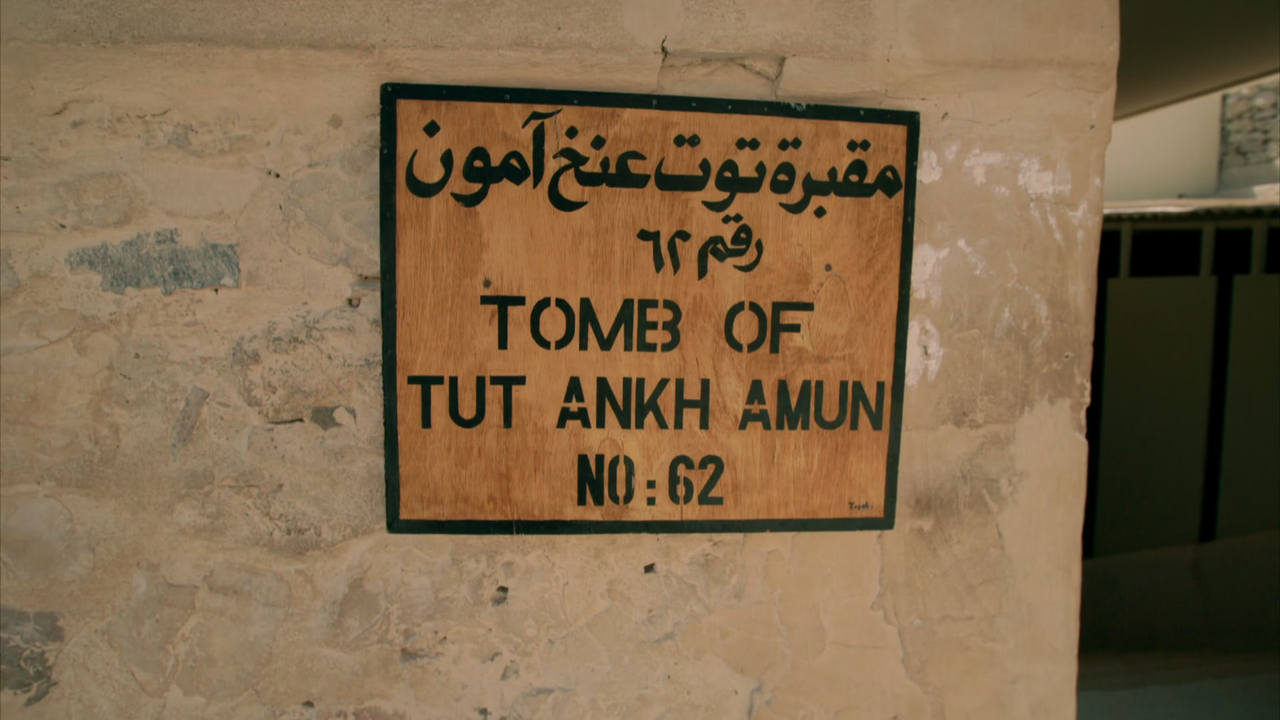 مقبرة توت عنخ آمون
رقم ٦٢
TOMB OF
TUT ANKH AMUN
NO:62